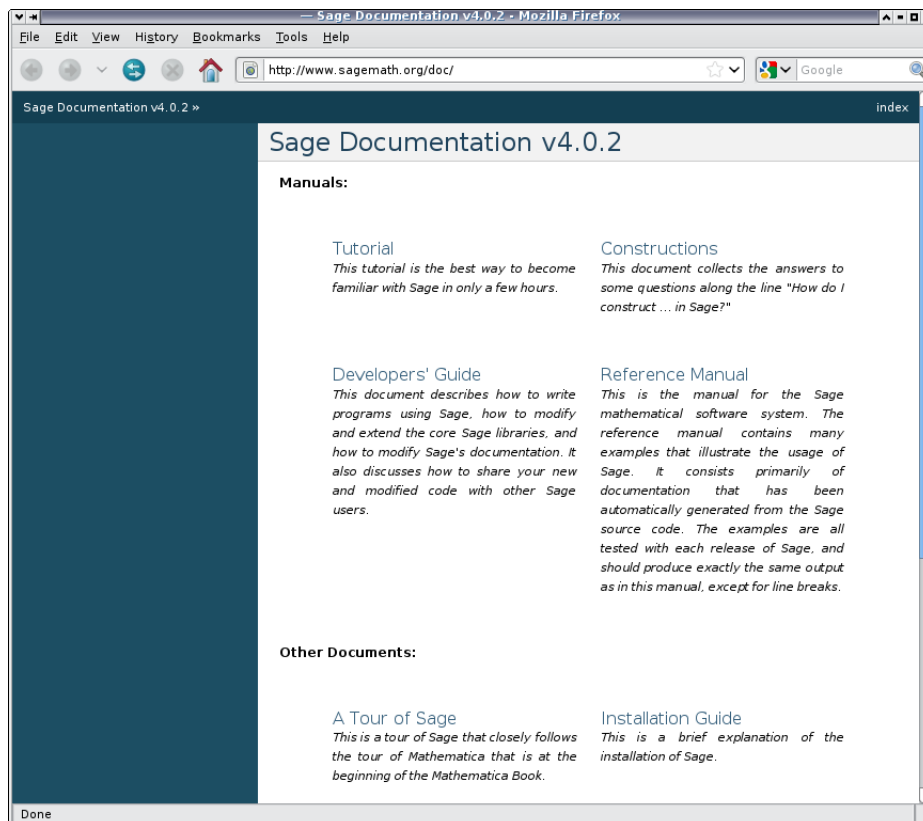 — Sage Documentation v4.0.2 - Mozilla Firefox
File Edit View History Bookmarks Tools Help
http://www.sagemath.org/doc/
Google
Sage Documentation v4.0.2 »
index
Sage Documentation v4.0.2
Manuals:
Tutorial
This tutorial is the best way to become
familiar with Sage in only a few hours.
Constructions
This document collects the answers to
some questions along the line "How do I
construct ... in Sage?"
Developers' Guide
This document describes how to write
programs using Sage, how to modify
and extend the core Sage libraries, and
how to modify Sage's documentation. It
also discusses how to share your new
and modified code with other Sage
users.
Reference Manual
This is the manual for the Sage
mathematical software system. The
reference manual contains many
examples that illustrate the usage of
Sage. It consists primarily of
documentation that has been
automatically generated from the Sage
source code. The examples are all
tested with each release of Sage, and
should produce exactly the same output
as in this manual, except for line breaks.
Other Documents:
A Tour of Sage
This is a tour of Sage that closely follows
the tour of Mathematica that is at the
beginning of the Mathematica Book.
Installation Guide
This is a brief explanation of the
installation of Sage.
Done